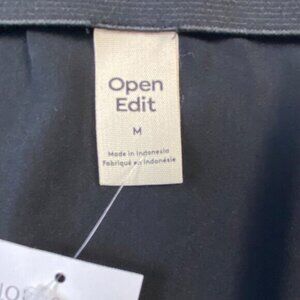 Open
Edit
M
Made in Indonesia
Fabriqué en Indonésie